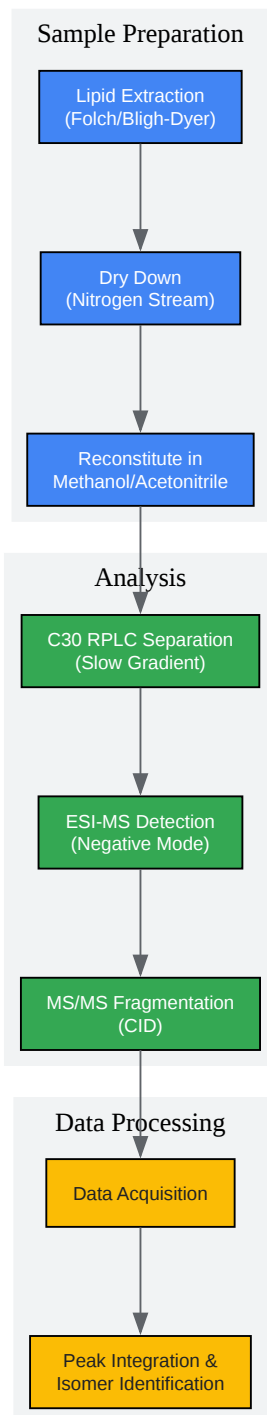 Sample Preparation
Lipid Extraction
(Folch/Bligh-Dyer)
Dry Down
(Nitrogen Stream)
Reconstitute in
Methanol/Acetonitrile
Analysis
C30 RPLC Separation
(Slow Gradient)
ESI-MS Detection
(Negative Mode)
MS/MS Fragmentation
(CID)
Data Processing
Data Acquisition
Peak Integration &
Isomer Identification